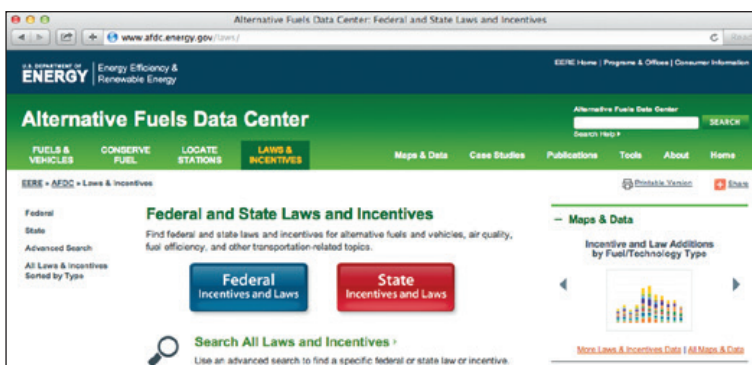 Alternative Fuels Data Center: Federal and State Laws and Incentives
www.afdc.energy.gov/laws/
Read
U.S. DEPARTMENT OF
ENERGY
Energy Efficiency &
Renewable Energy
EERE Home | Programs & Offices | Consumer Information
Alternative Fuels Data Center
Alternative Fuels Data Center
SEARCH
Search Help
FUELS &
VEHICLES
CONSERVE
FUEL
LOCATE
STATIONS
LAWS &
INCENTIVES
Maps & Data
Case Studies
Publications
Tools
About
Home
EERE » AFDC » Laws & Incentives
Printable Version
Share
Federal
State
Advanced Search
All Laws & Incentives
Sorted by Type
Federal and State Laws and Incentives
Find federal and state laws and incentives for alternative fuels and vehicles, air quality,
fuel efficiency, and other transportation-related topics.
Federal
Incentives and Laws
State
Incentives and Laws
Search All Laws and Incentives
Use an advanced search to find a specific federal or state law or incentive.
− Maps & Data
Incentive and Law Additions
by Fuel/Technology Type
More Laws & Incentives Data | All Maps & Data